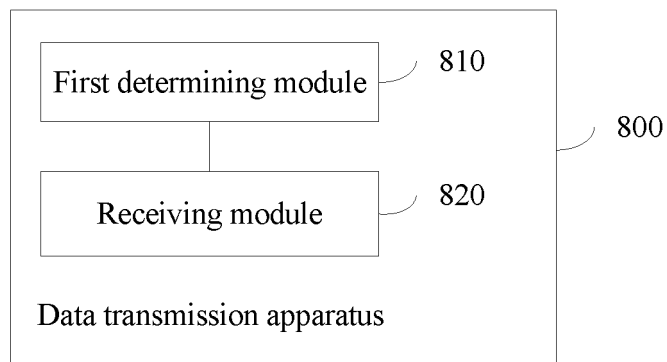 First determining module
810
800
Receiving module
820
Data transmission apparatus